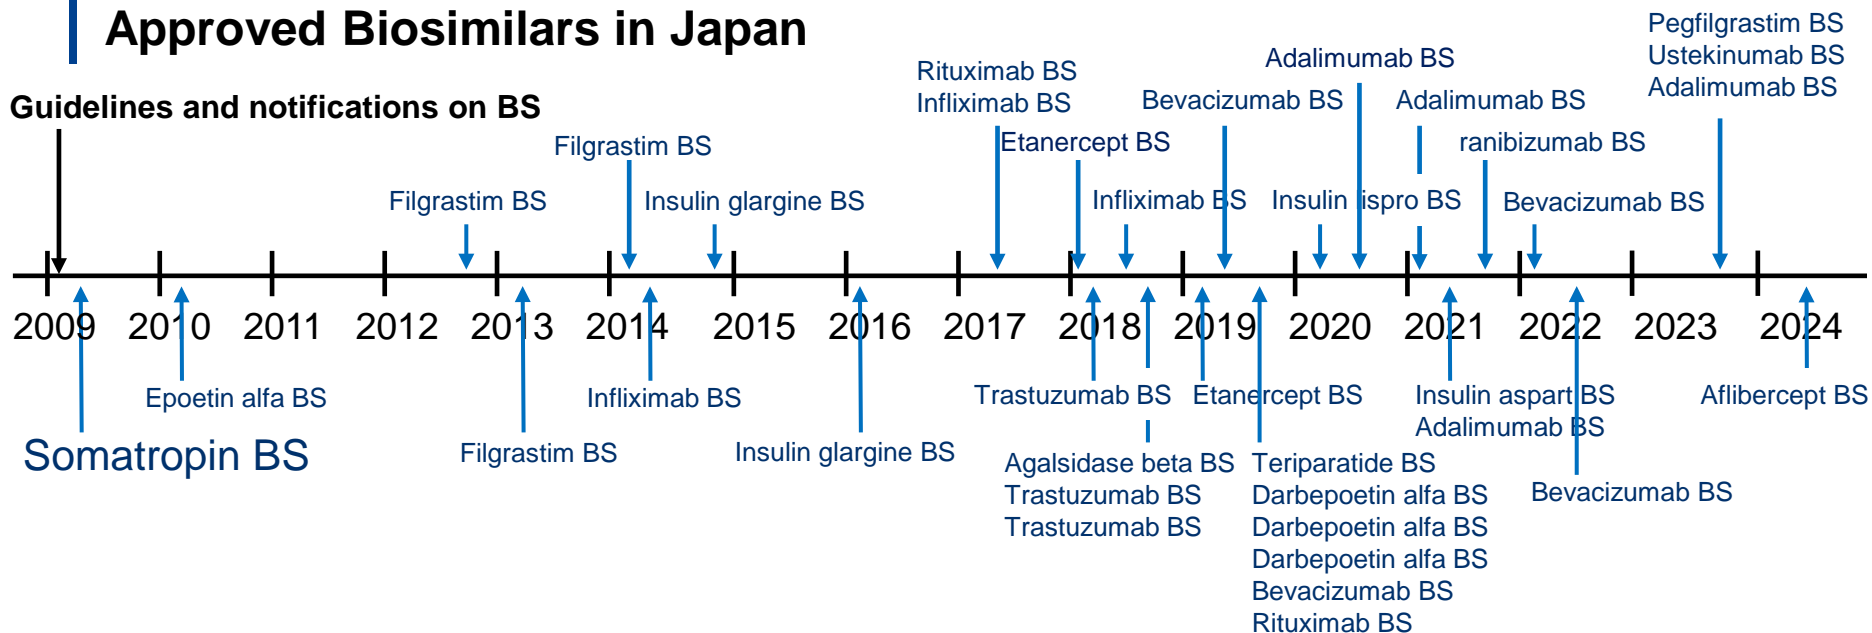 Approved Biosimilars in Japan
Guidelines and notifications on BS
Filgrastim BS
Filgrastim BS
Insulin glargine BS
Rituximab BS
Infliximab BS
Etanercept BS
Infliximab BS
Bevacizumab BS
Adalimumab BS
Insulin lispro BS
Adalimumab BS
ranibizumab BS
Bevacizumab BS
Pegfilgrastim BS
Ustekinumab BS
Adalimumab BS
2009 2010 2011 2012 2013 2014 2015 2016 2017 2018 2019 2020 2021 2022 2023 2024
Somatropin BS
Epoetin alfa BS
Filgrastim BS
Infliximab BS
Insulin glargine BS
Trastuzumab BS
Agalsidase beta BS
Trastuzumab BS
Trastuzumab BS
Etanercept BS
Teriparatide BS
Darbepoetin alfa BS
Darbepoetin alfa BS
Darbepoetin alfa BS
Bevacizumab BS
Rituximab BS
Insulin aspart BS
Adalimumab BS
Bevacizumab BS
Aflibercept BS